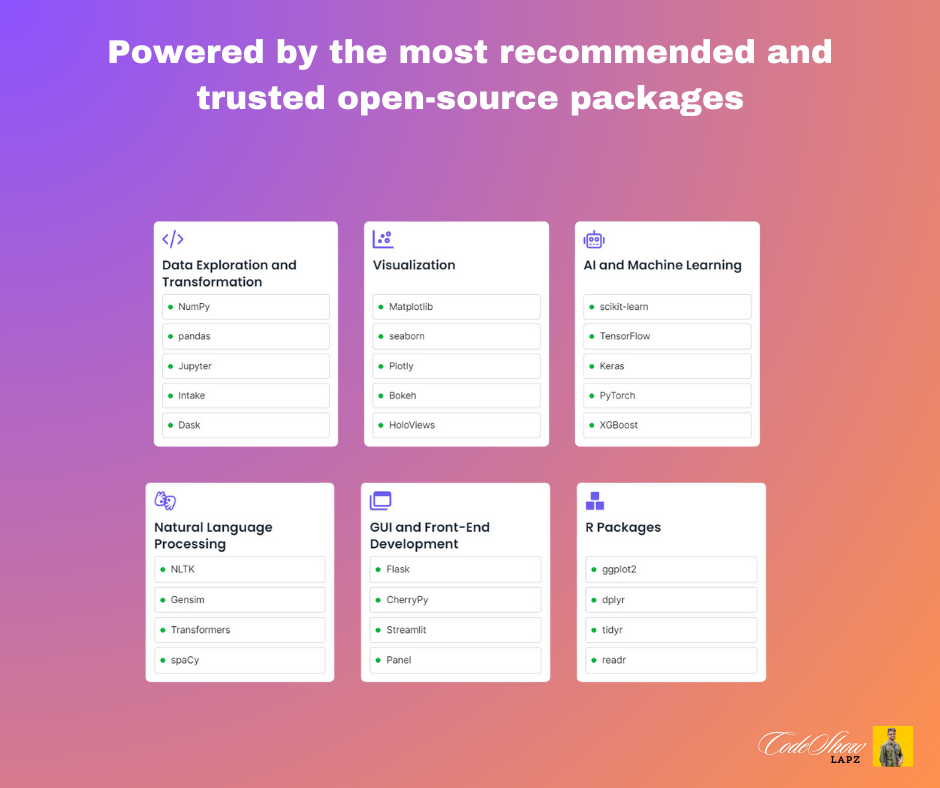 Powered by the most recommended and
trusted open-source packages
Data Exploration and
Transformation
NumPy
pandas
Jupyter
Intake
Dask
Visualization
Matplotlib
seaborn
Plotly
Bokeh
HoloViews
AI and Machine Learning
scikit-learn
TensorFlow
Keras
PyTorch
XGBoost
Natural Language
Processing
NLTK
Gensim
Transformers
spaCy
GUI and Front-End
Development
Flask
CherryPy
Streamlit
Panel
R Packages
ggplot2
dplyr
tidyr
readr
CodeShow
LAPZ